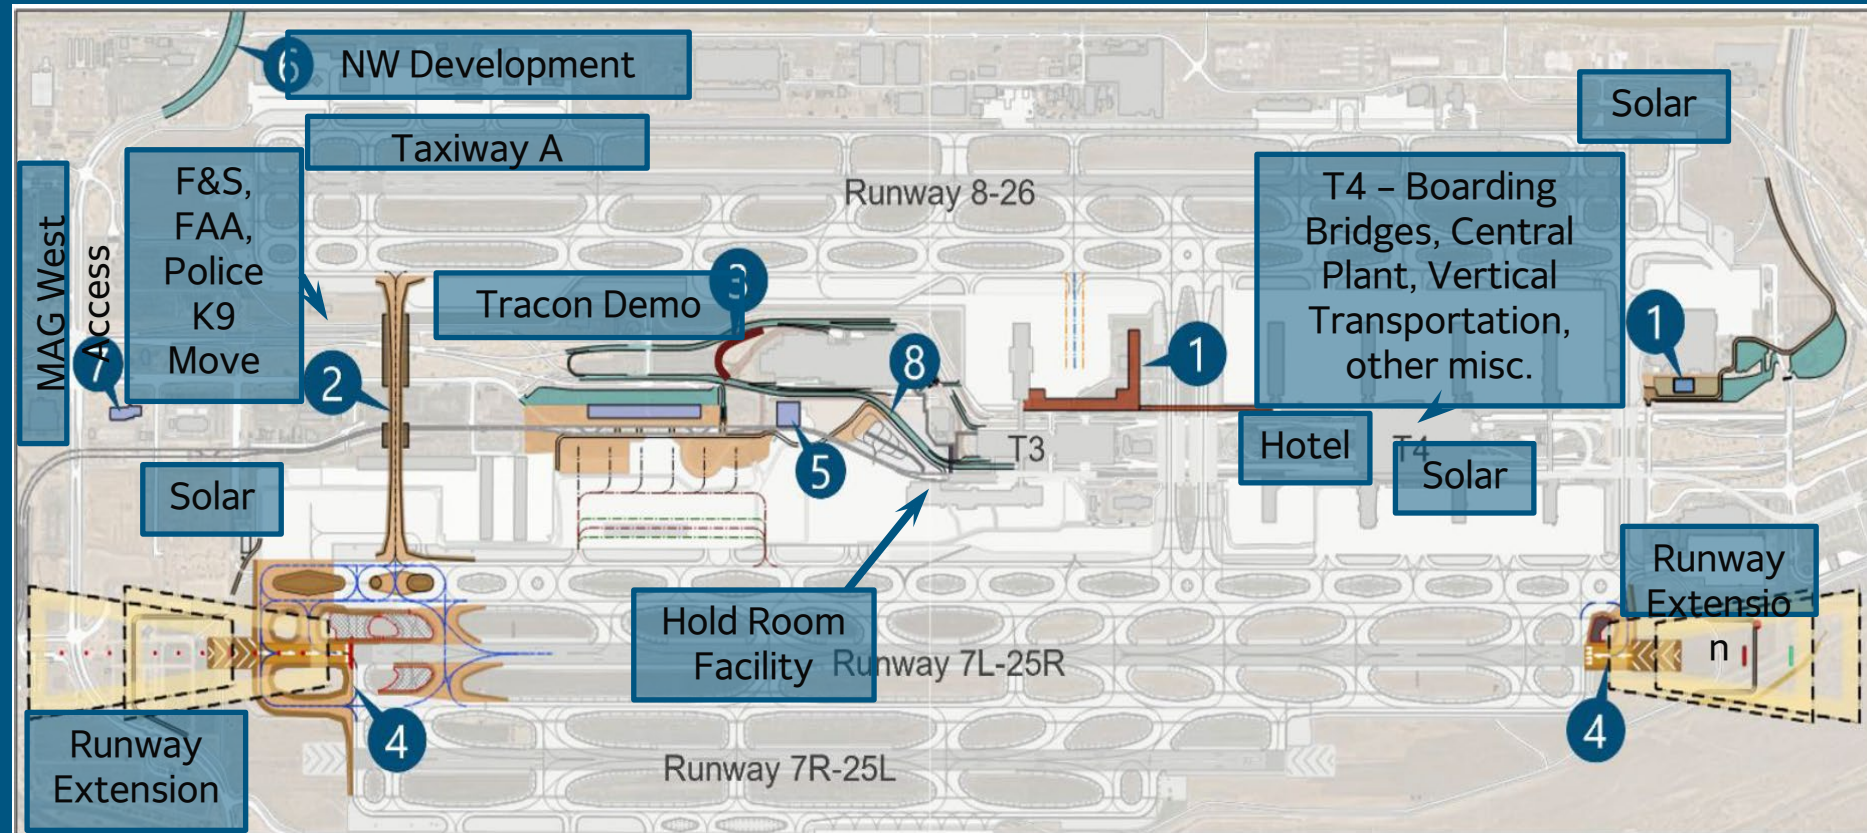 6
NW Development
Taxiway A
Solar
MAG West
Access
F&S,
FAA,
Police
K9
Move
Runway 8-26
T4 – Boarding
Bridges, Central
Plant, Vertical
Transportation,
other misc.
Tracon Demo
3
1
1
7
2
8
5
T3
Hotel
T4
Solar
Solar
Hold Room
Facility
Runway
Extensio
n
Runway 7L-25R
4
4
Runway
Extension
Runway 7R-25L